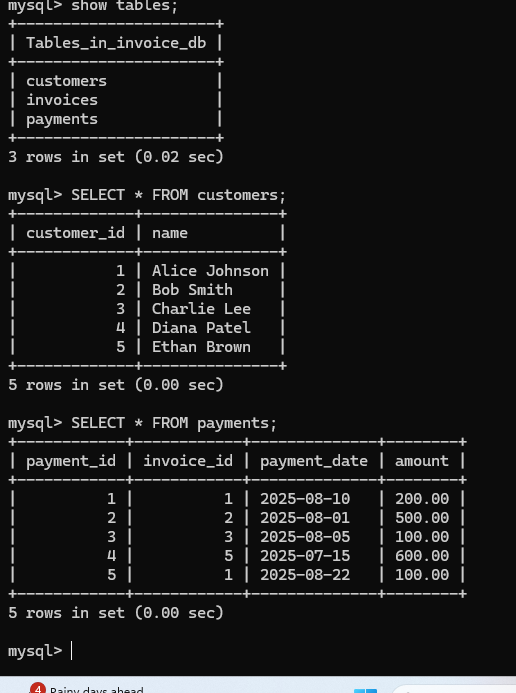 mysql> show tables;
+---------------------+
| Tables_in_invoice_db |
+---------------------+
| customers |
| invoices |
| payments |
+---------------------+
3 rows in set (0.02 sec)
mysql> SELECT * FROM customers;
+-------------+---------------+
| customer_id | name |
+-------------+---------------+
| 1 | Alice Johnson |
| 2 | Bob Smith |
| 3 | Charlie Lee |
| 4 | Diana Patel |
| 5 | Ethan Brown |
+-------------+---------------+
5 rows in set (0.00 sec)
mysql> SELECT * FROM payments;
+------------+------------+--------------+--------+
| payment_id | invoice_id | payment_date | amount |
+------------+------------+--------------+--------+
| 1 | 1 | 2025-08-10 | 200.00 |
| 2 | 2 | 2025-08-01 | 500.00 |
| 3 | 3 | 2025-08-05 | 100.00 |
| 4 | 5 | 2025-07-15 | 600.00 |
| 5 | 1 | 2025-08-22 | 100.00 |
+------------+------------+--------------+--------+
5 rows in set (0.00 sec)
mysql>
4 Rainy days ahead